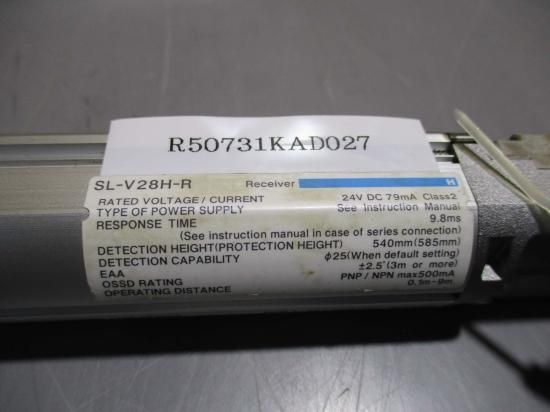 R50731KAD027
SL-V28H-R Receiver H
RATED VOLTAGE/CURRENT 24V DC 79mA Class2
TYPE OF POWER SUPPLY See Instruction Manual
RESPONSE TIME 9.8ms
(See instruction manual in case of series connection)
DETECTION HEIGHT(PROTECTION HEIGHT) 540mm(585mm)
DETECTION CAPABILITY φ25(When default setting)
EAA ±2.5°(3m or more)
OSSD RATING PNP/NPN max500mA
OPERATING DISTANCE 0.1m-9m